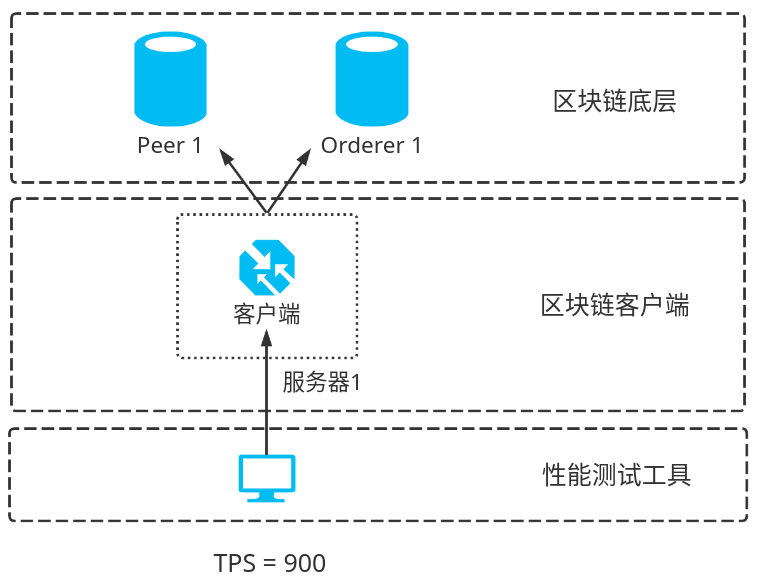 Peer 1
Orderer 1
区块链底层
客户端
区块链客户端
服务器1
性能测试工具
TPS = 900